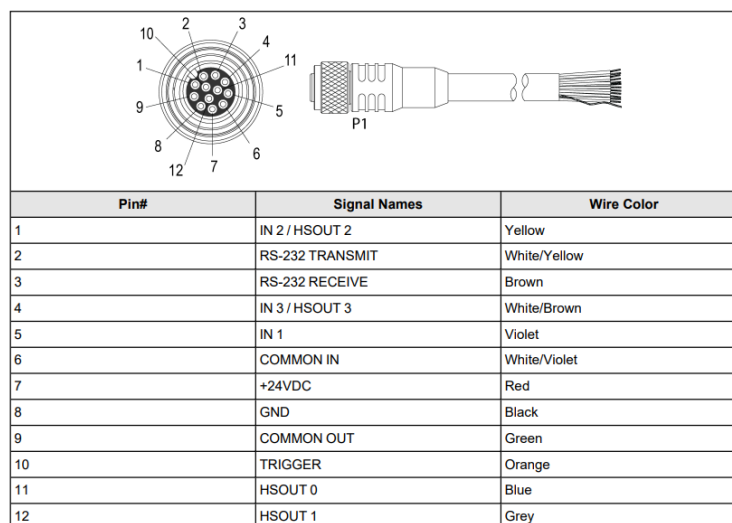 2 3
10 4
1 11
9 5
8 6
12 7
P1
Pin# Signal Names Wire Color
1 IN 2 / HSOUT 2 Yellow
2 RS-232 TRANSMIT White/Yellow
3 RS-232 RECEIVE Brown
4 IN 3 / HSOUT 3 White/Brown
5 IN 1 Violet
6 COMMON IN White/Violet
7 +24VDC Red
8 GND Black
9 COMMON OUT Green
10 TRIGGER Orange
11 HSOUT 0 Blue
12 HSOUT 1 Grey